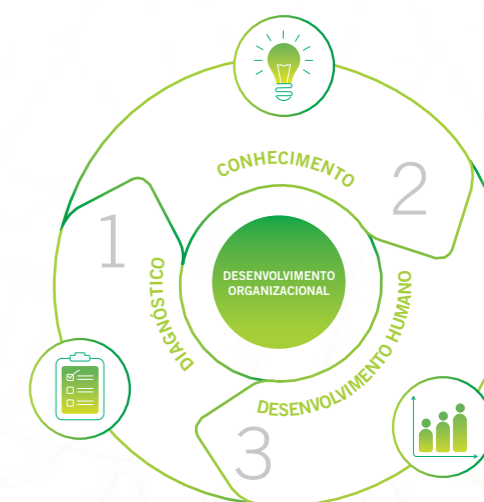 CONHECIMENTO
1
2
DESENVOLVIMENTO
ORGANIZACIONAL
DIAGNÓSTICO
DESENVOLVIMENTO HUMANO
3